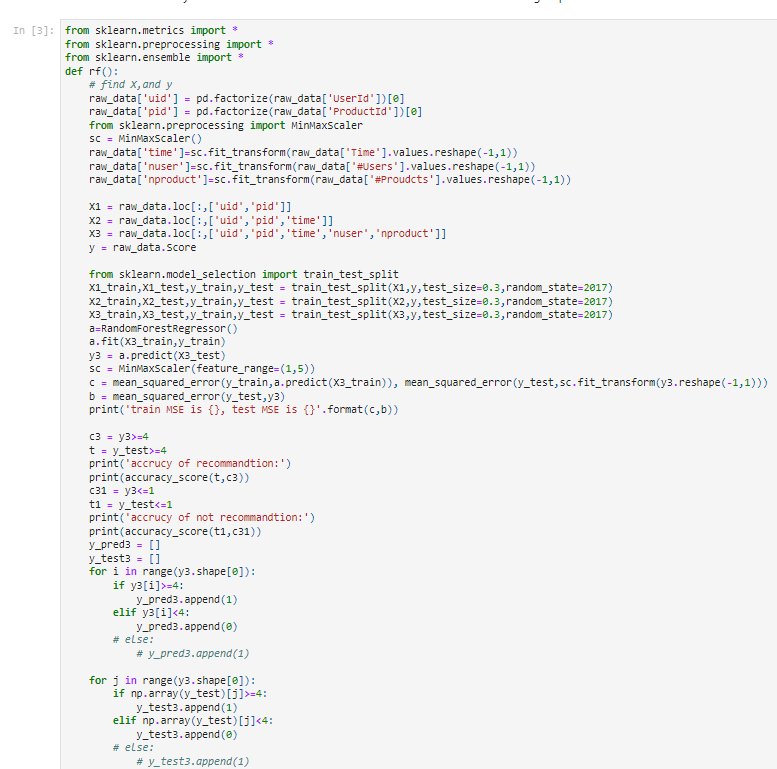 In [3]:
from sklearn.metrics import *
from sklearn.preprocessing import *
from sklearn.ensemble import *
def rf():
    # find X,and y
    raw_data['uid'] = pd.factorize(raw_data['UserId'])[0]
    raw_data['pid'] = pd.factorize(raw_data['ProductId'])[0]
    from sklearn.preprocessing import MinMaxScaler
    sc = MinMaxScaler()
    raw_data['time']=sc.fit_transform(raw_data['Time'].values.reshape(-1,1))
    raw_data['nuser']=sc.fit_transform(raw_data['#Users'].values.reshape(-1,1))
    raw_data['nproduct']=sc.fit_transform(raw_data['#Proudcts'].values.reshape(-1,1))

    X1 = raw_data.loc[:,['uid','pid']]
    X2 = raw_data.loc[:,['uid','pid','time']]
    X3 = raw_data.loc[:,['uid','pid','time','nuser','nproduct']]
    y = raw_data.Score

    from sklearn.model_selection import train_test_split
    X1_train,X1_test,y_train,y_test = train_test_split(X1,y,test_size=0.3,random_state=2017)
    X2_train,X2_test,y_train,y_test = train_test_split(X2,y,test_size=0.3,random_state=2017)
    X3_train,X3_test,y_train,y_test = train_test_split(X3,y,test_size=0.3,random_state=2017)
    a=RandomForestRegressor()
    a.fit(X3_train,y_train)
    y3 = a.predict(X3_test)
    sc = MinMaxScaler(feature_range=(1,5))
    c = mean_squared_error(y_train,a.predict(X3_train)), mean_squared_error(y_test,sc.fit_transform(y3.reshape(-1,1)))
    b = mean_squared_error(y_test,y3)
    print('train MSE is {}, test MSE is {}'.format(c,b))

    c3 = y3>=4
    t = y_test>=4
    print('accrucy of recommandtion:')
    print(accuracy_score(t,c3))
    c31 = y3<=1
    t1 = y_test<=1
    print('accrucy of not recommandtion:')
    print(accuracy_score(t1,c31))
    y_pred3 = []
    y_test3 = []
    for i in range(y3.shape[0]):
        if y3[i]>=4:
            y_pred3.append(1)
        elif y3[i]<4:
            y_pred3.append(0)
        # else:
            # y_pred3.append(1)

    for j in range(y3.shape[0]):
        if np.array(y_test)[j]>=4:
            y_test3.append(1)
        elif np.array(y_test)[j]<4:
            y_test3.append(0)
        # else:
            # y_test3.append(1)